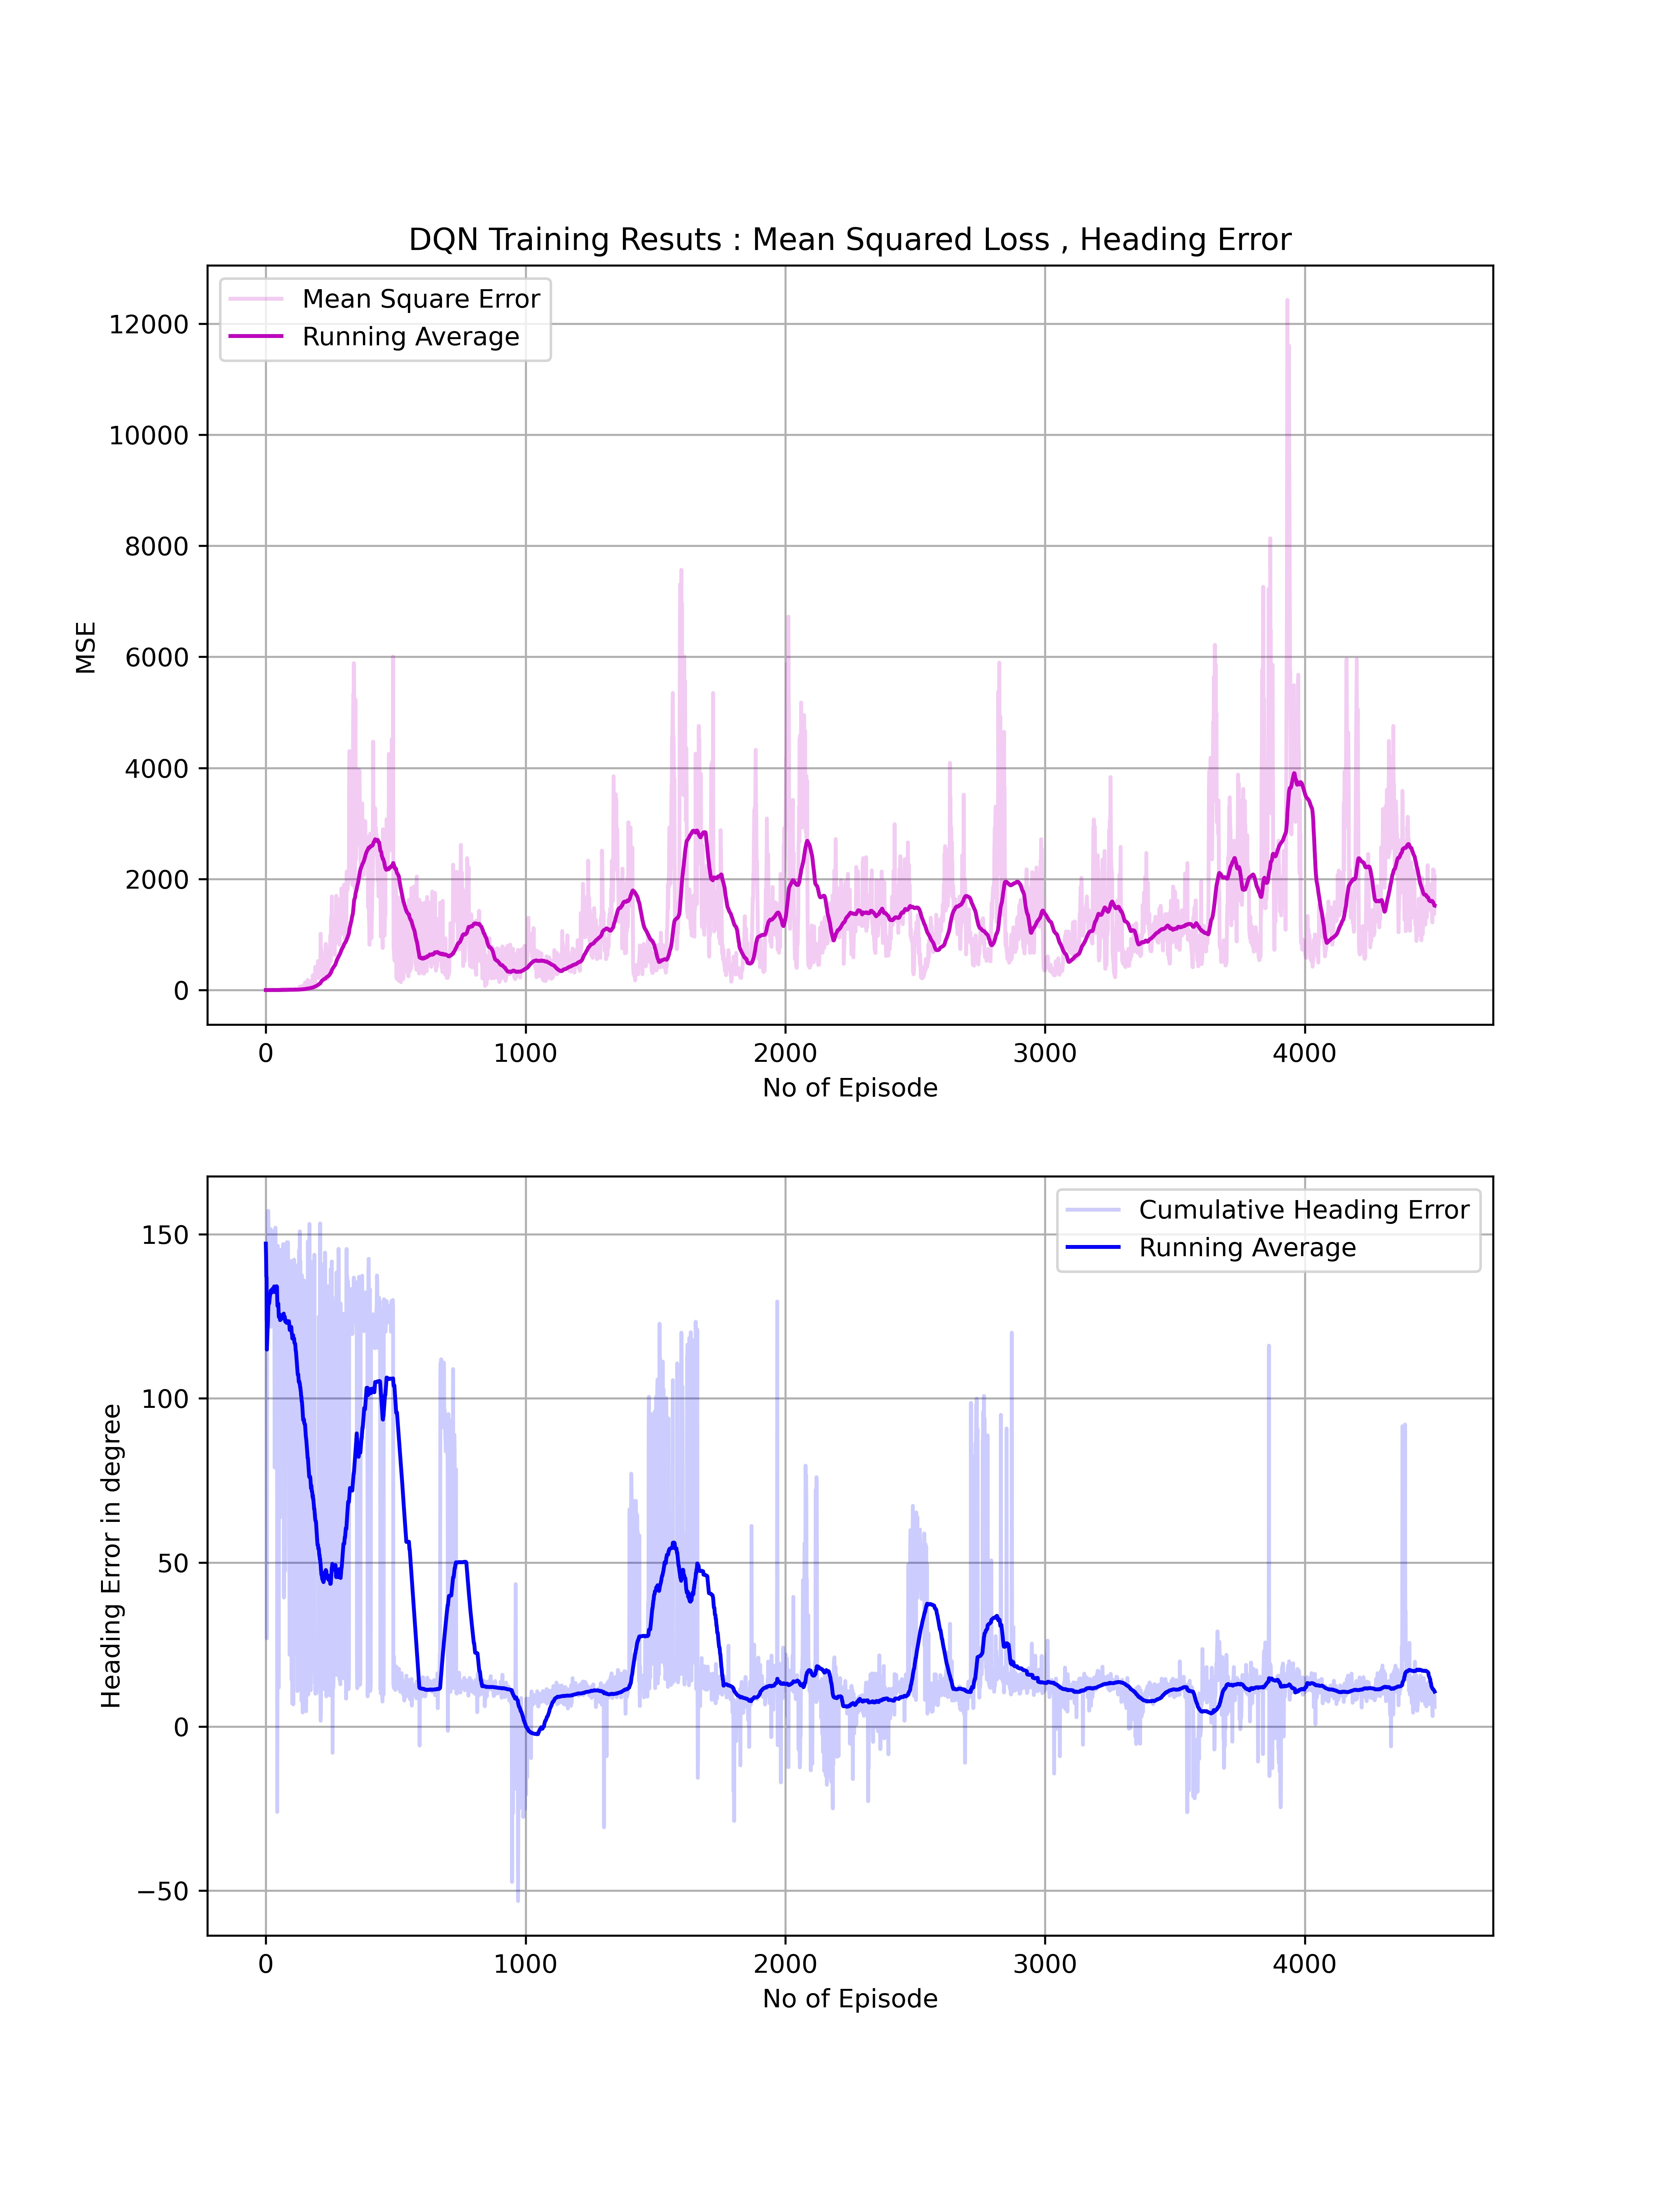 DQN Training Resuts : Mean Squared Loss , Heading Error
Mean Square Error
Running Average
12000
10000
8000
6000
4000
2000
0
MSE
0 1000 2000 3000 4000
No of Episode
Cumulative Heading Error
Running Average
150
100
50
0
−50
Heading Error in degree
0 1000 2000 3000 4000
No of Episode